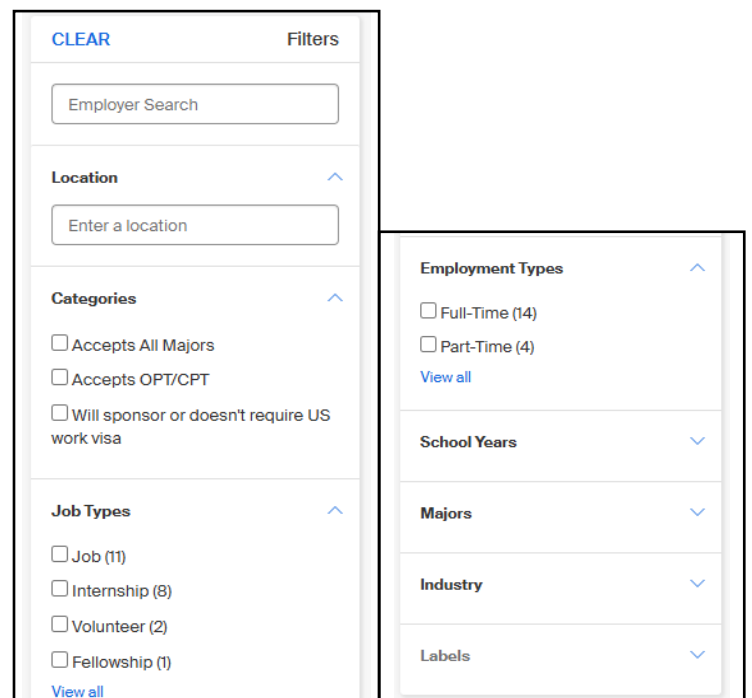 CLEAR Filters
Employer Search
Location
Enter a location
Categories
Accepts All Majors
Accepts OPT/CPT
Will sponsor or doesn't require US
work visa
Job Types
Job (11)
Internship (8)
Volunteer (2)
Fellowship (1)
View all
Employment Types
Full-Time (14)
Part-Time (4)
View all
School Years
Majors
Industry
Labels